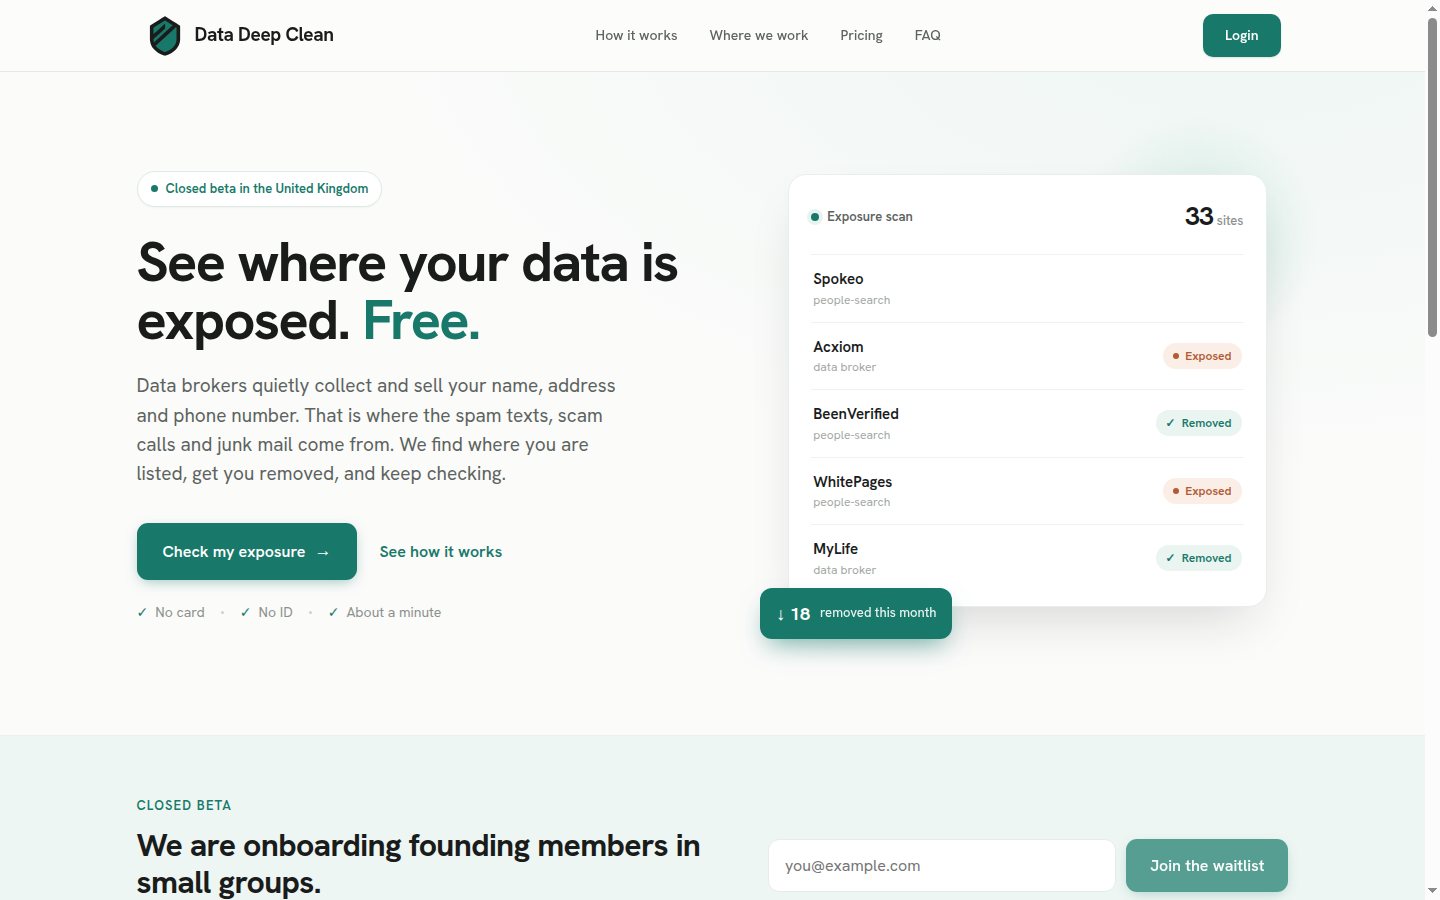 Data Deep Clean
How it works
Where we work
Pricing
FAQ
Login
Closed beta in the United Kingdom
See where your data is
exposed. Free.
Data brokers quietly collect and sell your name, address
and phone number. That is where the spam texts, scam
calls and junk mail come from. We find where you are
listed, get you removed, and keep checking.
Check my exposure →
See how it works
✓ No card · ✓ No ID · ✓ About a minute
Exposure scan
33 sites
Spokeo
people-search
Acxiom
data broker
Exposed
BeenVerified
people-search
✓ Removed
WhitePages
people-search
Exposed
MyLife
data broker
✓ Removed
↓ 18 removed this month
CLOSED BETA
We are onboarding founding members in
small groups.
you@example.com
Join the waitlist